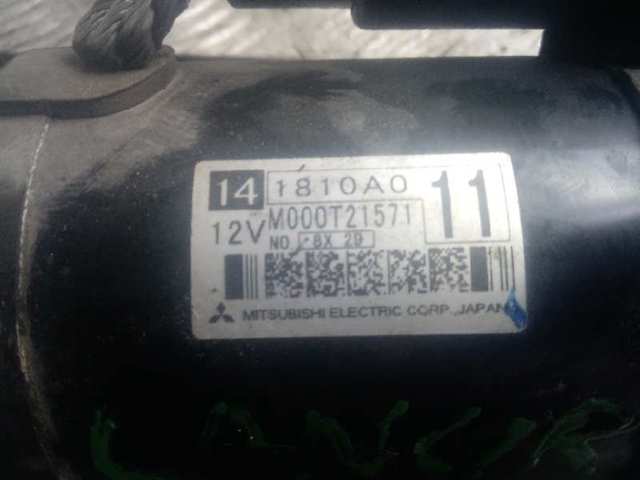 14 1810A0 11
12V M000T21571
NO 8X 29
MITSUBISHI ELECTRIC CORP., JAPAN